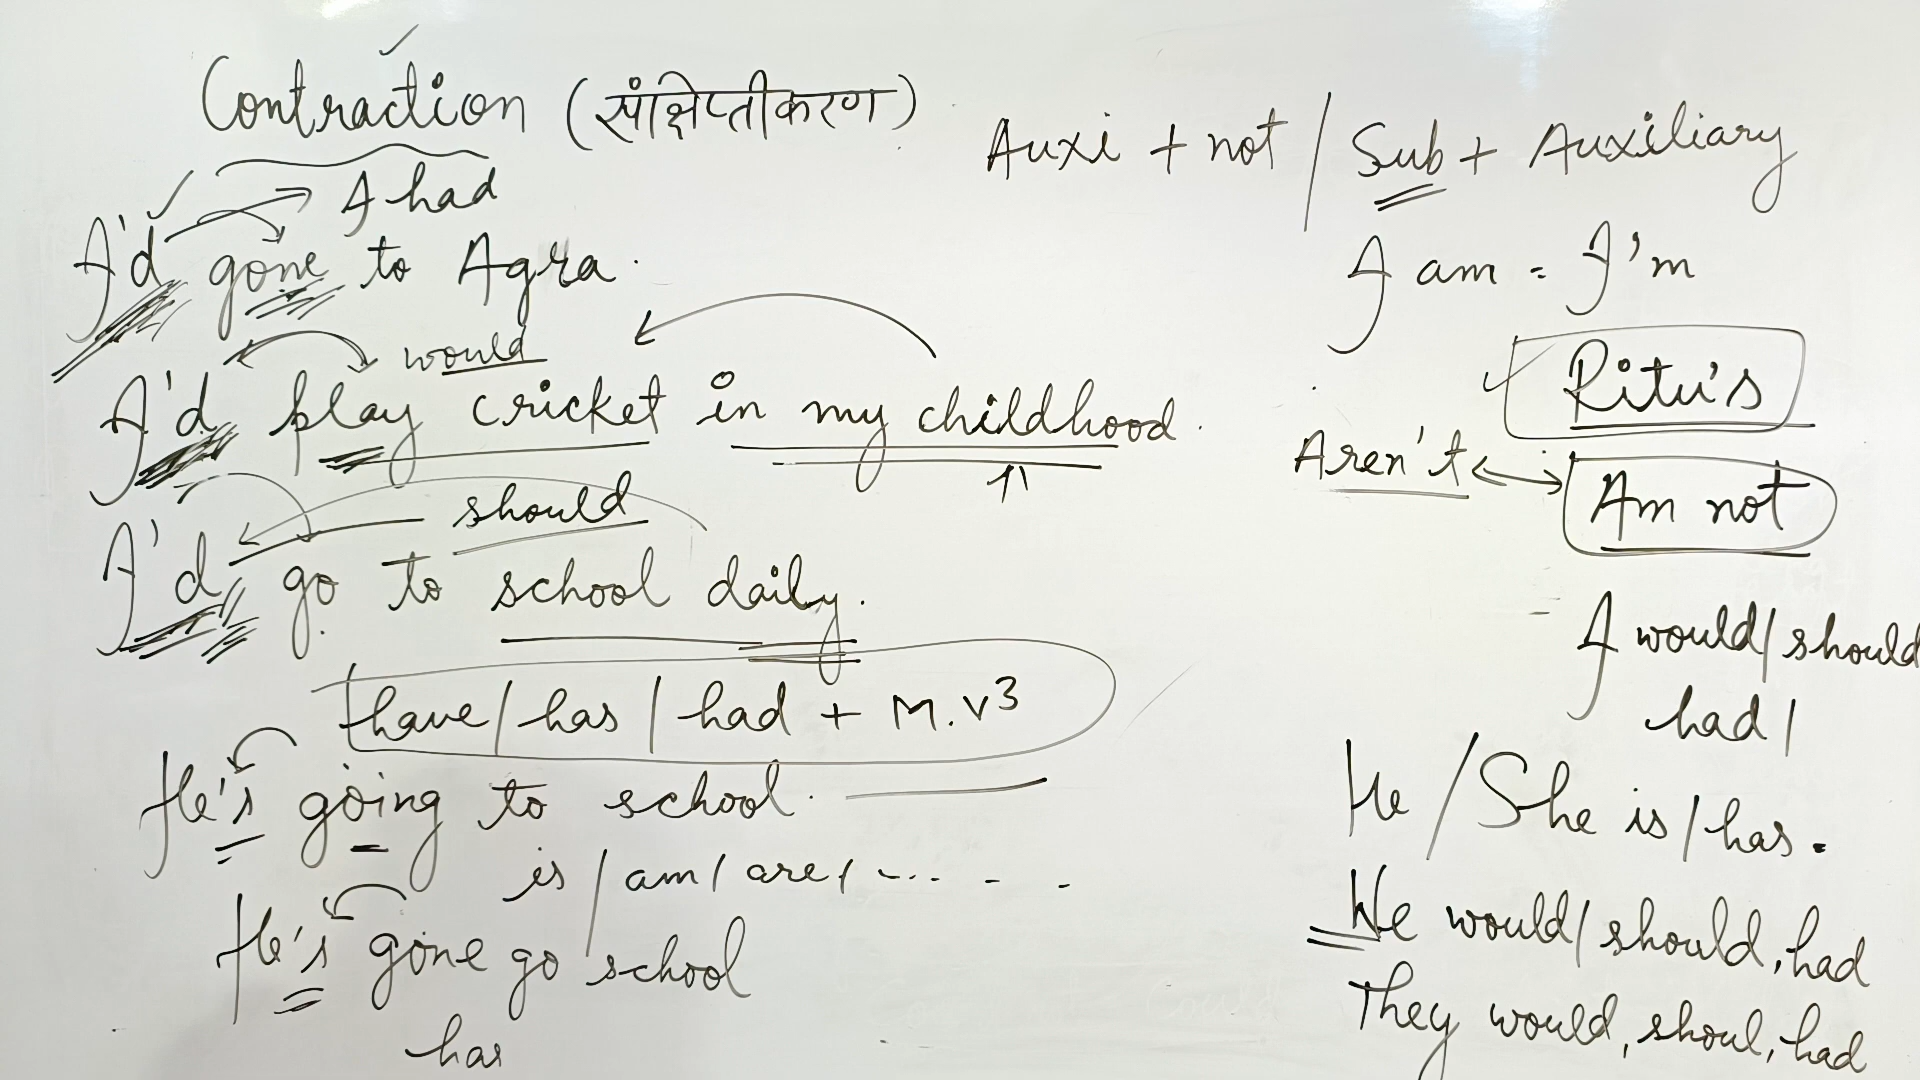 Contraction (संक्षिप्तीकरण)
I had
I'd gone to Agra.
would
I'd play cricket in my childhood.
should
I'd go to school daily.
have/has/had + M.V3
He's going to school.
is/am/are/....
He's gone go school
has
Auxi + not / Sub + Auxiliary
I am = I'm
Ritu's
Aren't ↔ Am not
I would/should
had/
He/She is/has.
We would/should, had
They would, shoul, had